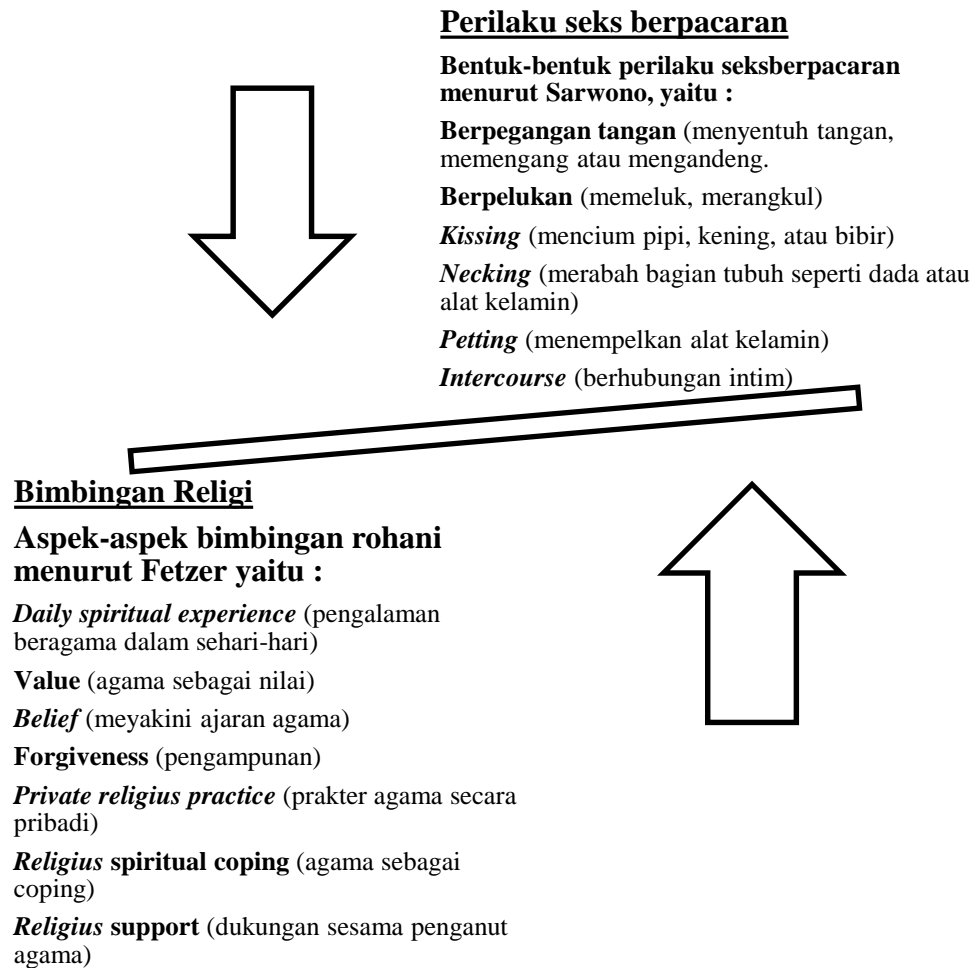 Perilaku seks berpacaran
Bentuk-bentuk perilaku seksberpacaran
menurut Sarwono, yaitu :
Berpegangan tangan (menyentuh tangan,
memengang atau mengandeng.
Berpelukan (memeluk, merangkul)
Kissing (mencium pipi, kening, atau bibir)
Necking (merabah bagian tubuh seperti dada atau
alat kelamin)
Petting (menempelkan alat kelamin)
Intercourse (berhubungan intim)
Bimbingan Religi
Aspek-aspek bimbingan rohani
menurut Fetzer yaitu :
Daily spiritual experience (pengalaman
beragama dalam sehari-hari)
Value (agama sebagai nilai)
Belief (meyakini ajaran agama)
Forgiveness (pengampunan)
Private religius practice (prakter agama secara
pribadi)
Religius spiritual coping (agama sebagai
coping)
Religius support (dukungan sesama penganut
agama)